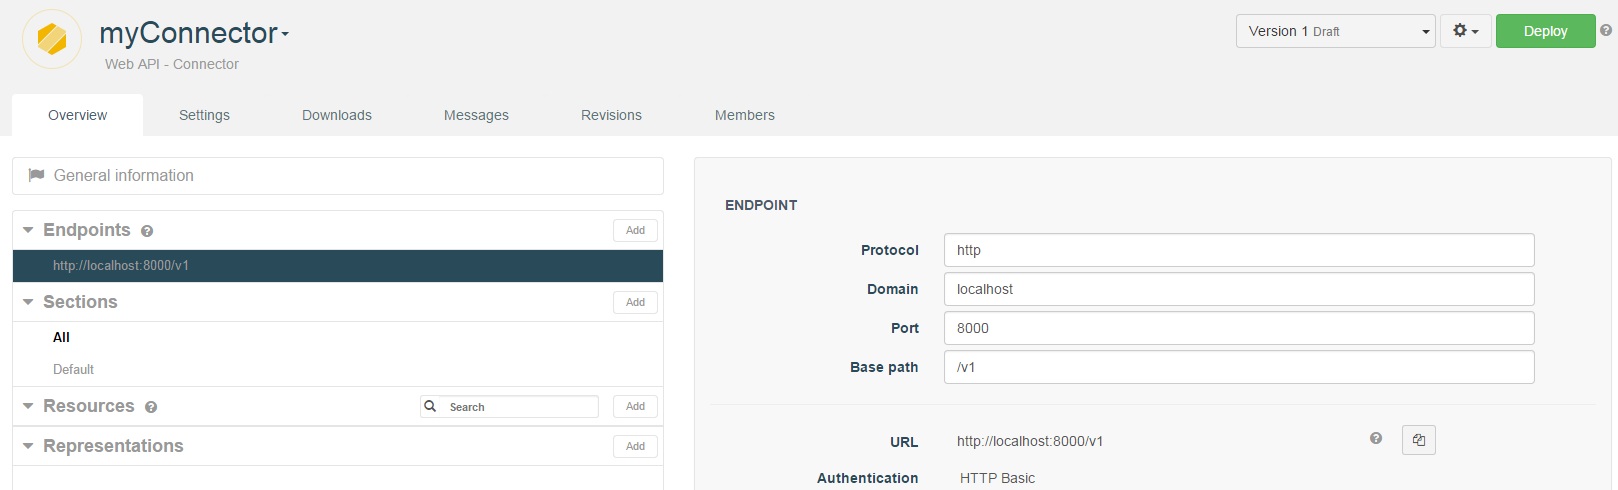 myConnector
Web API - Connector
Version 1 Draft
Deploy
Overview Settings Downloads Messages Revisions Members
General information
Endpoints Add
http://localhost:8000/v1
Sections Add
All
Default
Resources Search Add
Representations Add
ENDPOINT
Protocol http
Domain localhost
Port 8000
Base path /v1
URL http://localhost:8000/v1
Authentication HTTP Basic